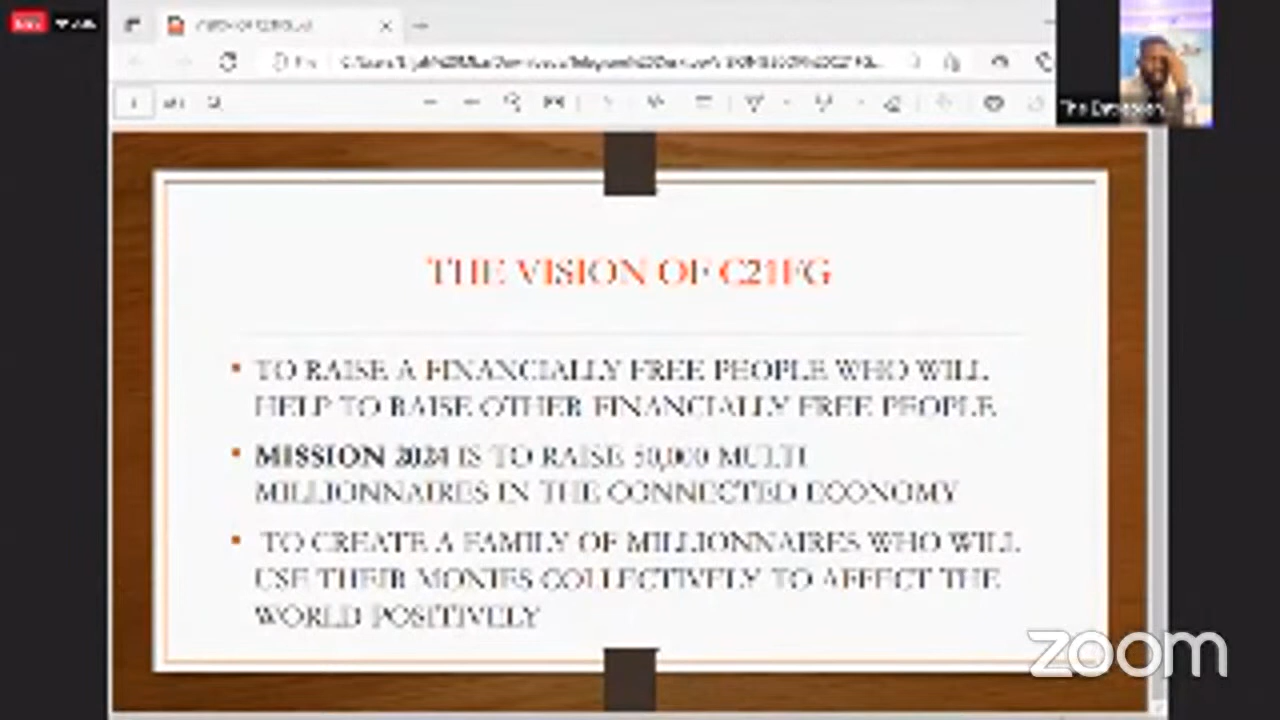 THE VISION OF C21FG
• TO RAISE A FINANCIALLY FREE PEOPLE WHO WILL
HELP TO RAISE OTHER FINANCIALLY FREE PEOPLE
• MISSION 2024 IS TO RAISE 50,000 MULTI
MILLIONNAIRES IN THE CONNECTED ECONOMY
• TO CREATE A FAMILY OF MILLIONNAIRES WHO WILL
USE THEIR MONIES COLLECTIVELY TO AFFECT THE
WORLD POSITIVELY
zoom